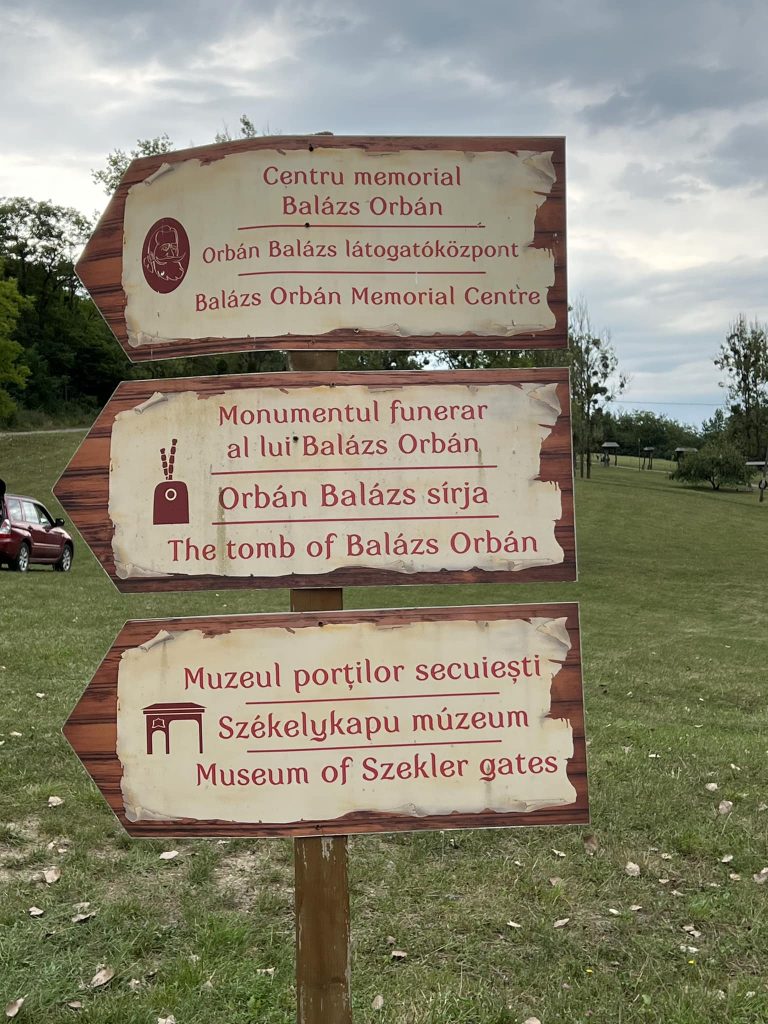 Centru memorial
Balázs Orbán
Orbán Balázs látogatóközpont
Balázs Orbán Memorial Centre
Monumentul funerar
al lui Balázs Orbán
Orbán Balázs sírja
The tomb of Balázs Orbán
Muzeul porților secuiești
Székelykapu múzeum
Museum of Szekler gates